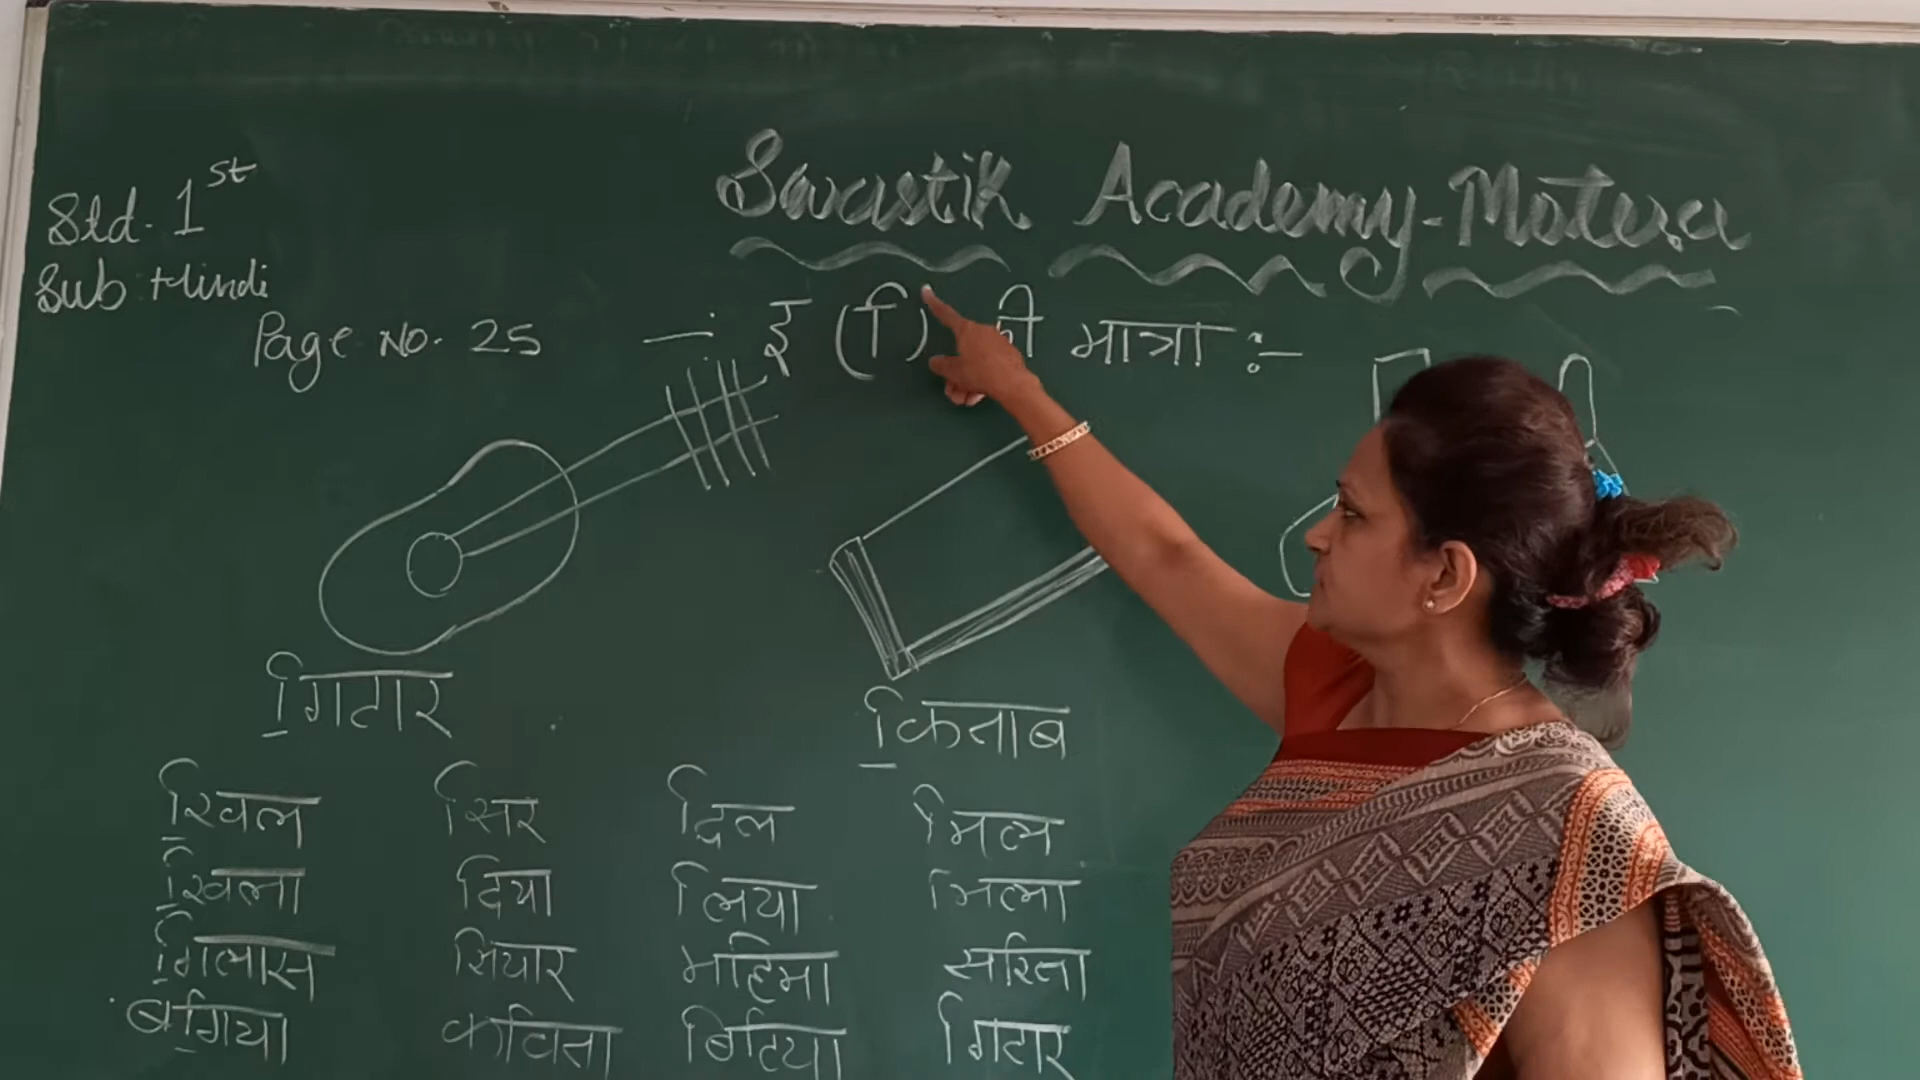 Swastik Academy-Motera
Std. 1st
Sub Hindi
Page No. 25
—: इ (ि) की मात्रा :—
गिटार
किताब
खिल सिर दिल मिल
खिला दिया लिया मिला
गिलास सियार महिमा सरिता
बगिया कविता बिटिया गिटार